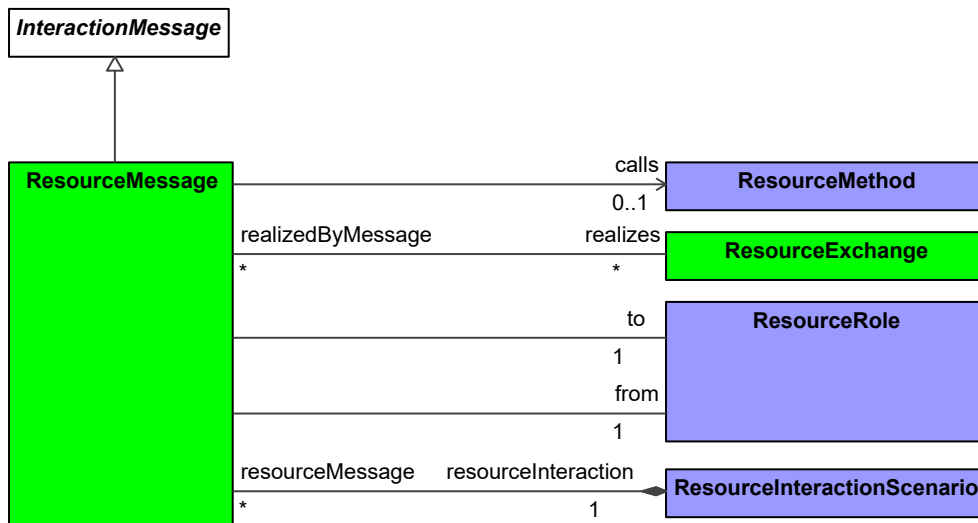 InteractionMessage
ResourceMessage
calls
0..1
ResourceMethod
realizedByMessage
realizes
*
*
ResourceExchange
to
1
ResourceRole
from
1
resourceMessage
resourceInteraction
*
1
ResourceInteractionScenario